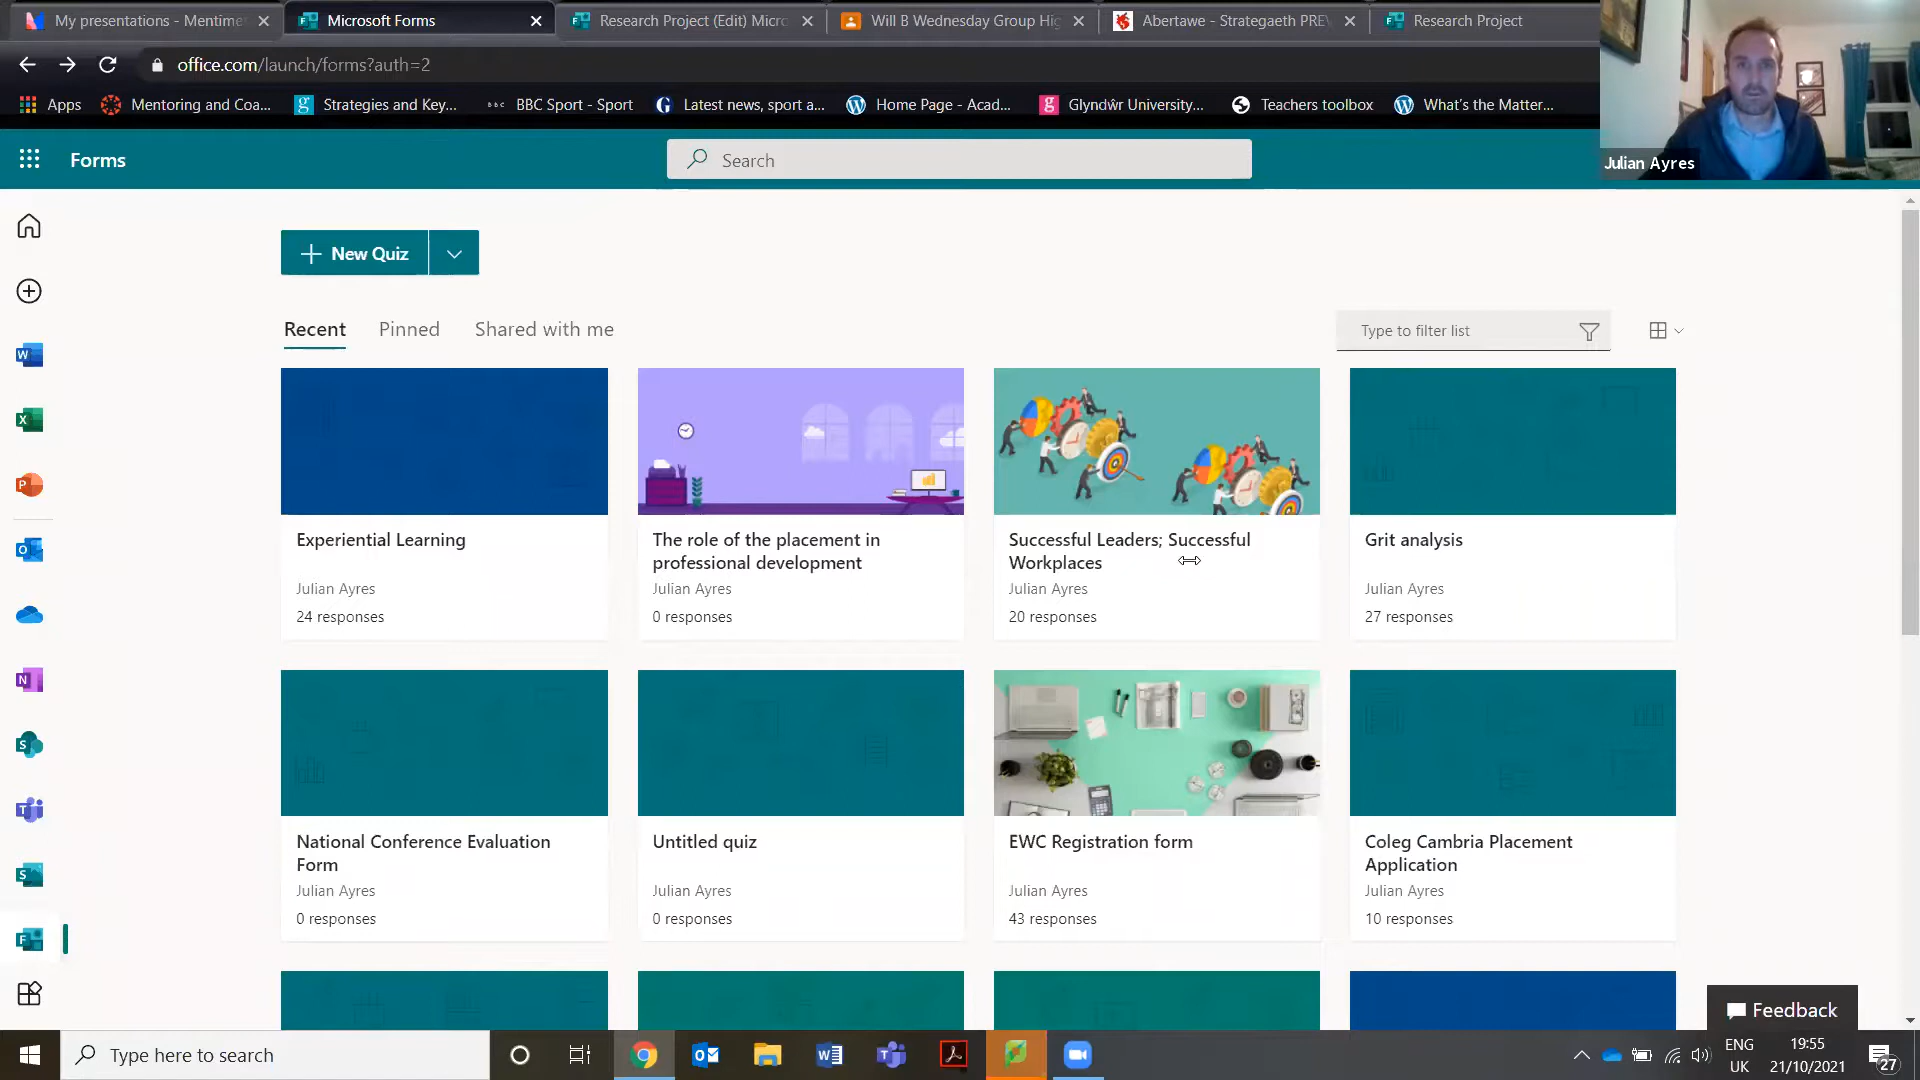 My presentations - Mentime
Microsoft Forms
Research Project (Edit) Micro
Will B Wednesday Group Hig
Abertawe - Strategaeth PREV
Research Project
office.com/launch/forms?auth=2
Apps
Mentoring and Coa...
Strategies and Key...
BBC BBC Sport - Sport
Latest news, sport a...
Home Page - Acad...
Glyndŵr University...
Teachers toolbox
What's the Matter...
Julian Ayres
Forms
Search
New Quiz
Recent
Pinned
Shared with me
Type to filter list
Experiential Learning
Julian Ayres
24 responses
The role of the placement in
professional development
Julian Ayres
0 responses
Successful Leaders; Successful
Workplaces
Julian Ayres
20 responses
Grit analysis
Julian Ayres
27 responses
National Conference Evaluation
Form
Julian Ayres
0 responses
Untitled quiz
Julian Ayres
0 responses
EWC Registration form
Julian Ayres
43 responses
Coleg Cambria Placement
Application
Julian Ayres
10 responses
Feedback
Type here to search
ENG
UK
19:55
21/10/2021
27